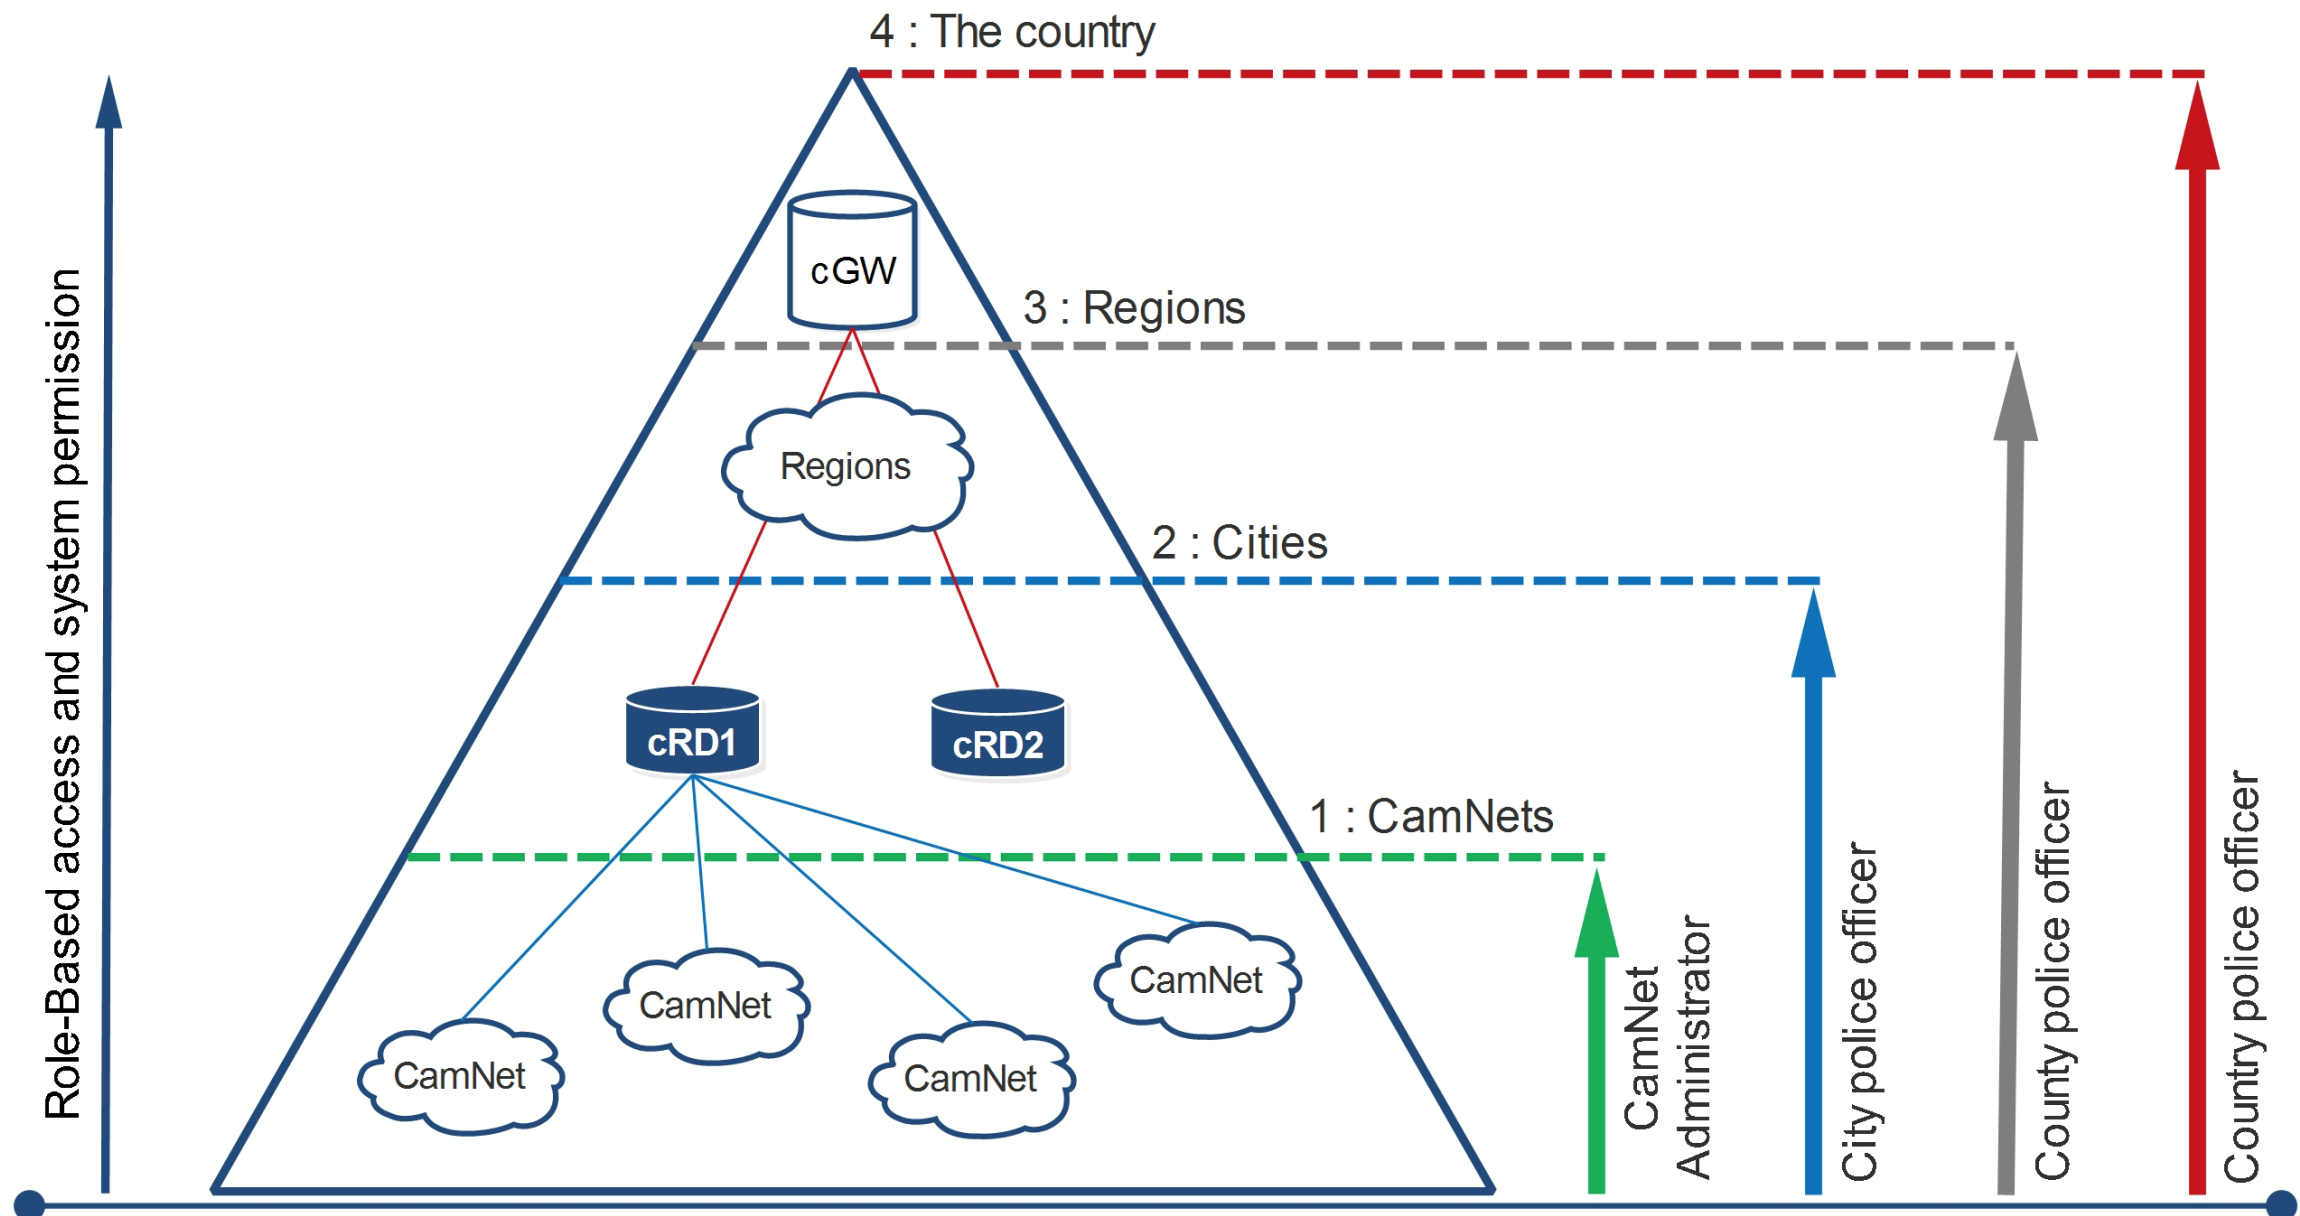 4 : The country
cGW
3 : Regions
Regions
2 : Cities
cRD1
cRD2
1 : CamNets
CamNet
CamNet
CamNet
CamNet
Role-Based access and system permission
CamNet
Administrator
City police officer
County police officer
Country police officer